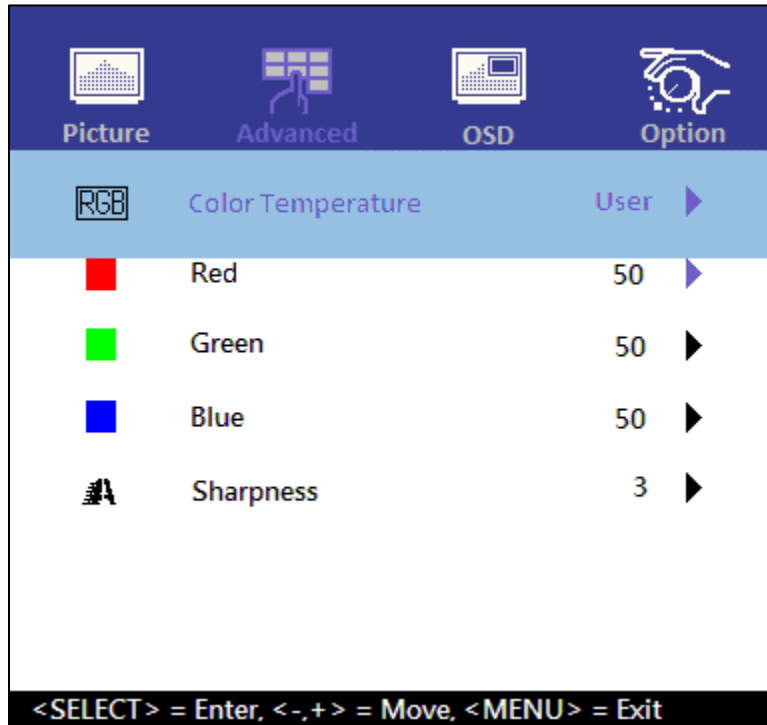 Picture Advanced OSD Option
RGB Color Temperature User
Red 50
Green 50
Blue 50
Sharpness 3
<SELECT> = Enter, <-,+> = Move, <MENU> = Exit